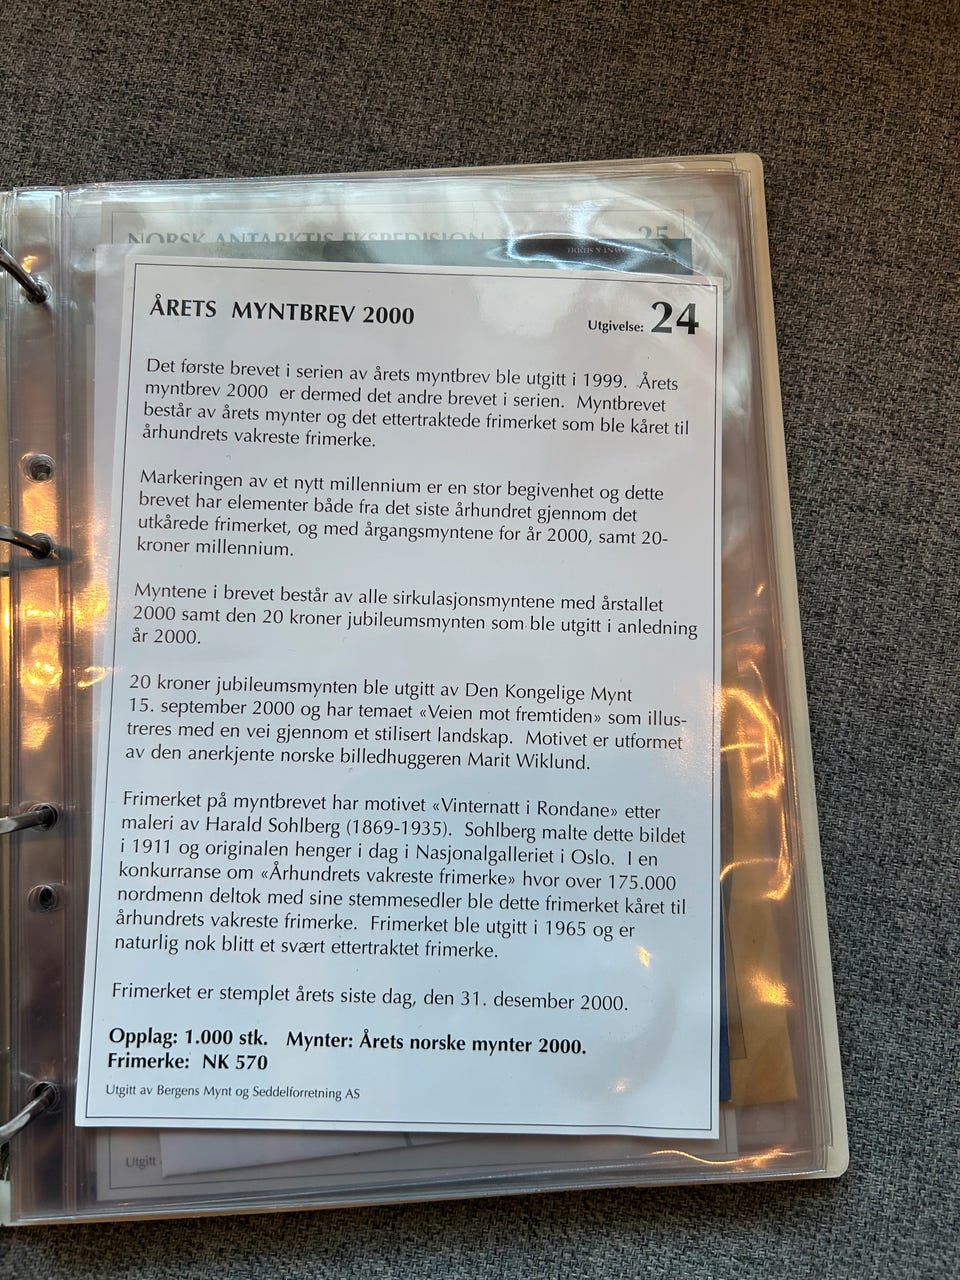 NORSK ANTARKTIS EKSPEDISJON 25
ÅRETS MYNTBREV 2000
Utgivelse: 24
Det første brevet i serien av årets myntbrev ble utgitt i 1999. Årets
myntbrev 2000 er dermed det andre brevet i serien. Myntbrevet
består av årets mynter og det ettertraktede frimerket som ble kåret til
århundrets vakreste frimerke.
Markeringen av et nytt millennium er en stor begivenhet og dette
brevet har elementer både fra det siste århundret gjennom det
utkårede frimerket, og med årgangsmyntene for år 2000, samt 20-
kroner millennium.
Myntene i brevet består av alle sirkulasjonsmyntene med årstallet
2000 samt den 20 kroner jubileumsmynten som ble utgitt i anledning
år 2000.
20 kroner jubileumsmynten ble utgitt av Den Kongelige Mynt
15. september 2000 og har temaet «Veien mot fremtiden» som illus-
treres med en vei gjennom et stilisert landskap. Motivet er utformet
av den anerkjente norske billedhuggeren Marit Wiklund.
Frimerket på myntbrevet har motivet «Vinternatt i Rondane» etter
maleri av Harald Sohlberg (1869-1935). Sohlberg malte dette bildet
i 1911 og originalen henger i dag i Nasjonalgalleriet i Oslo. I en
konkurranse om «Århundrets vakreste frimerke» hvor over 175.000
nordmenn deltok med sine stemmesedler ble dette frimerket kåret til
århundrets vakreste frimerke. Frimerket ble utgitt i 1965 og er
naturlig nok blitt et svært ettertraktet frimerke.
Frimerket er stemplet årets siste dag, den 31. desember 2000.
Opplag: 1.000 stk. Mynter: Årets norske mynter 2000.
Frimerke: NK 570
Utgitt av Bergens Mynt og Seddelforretning AS
Utgitt